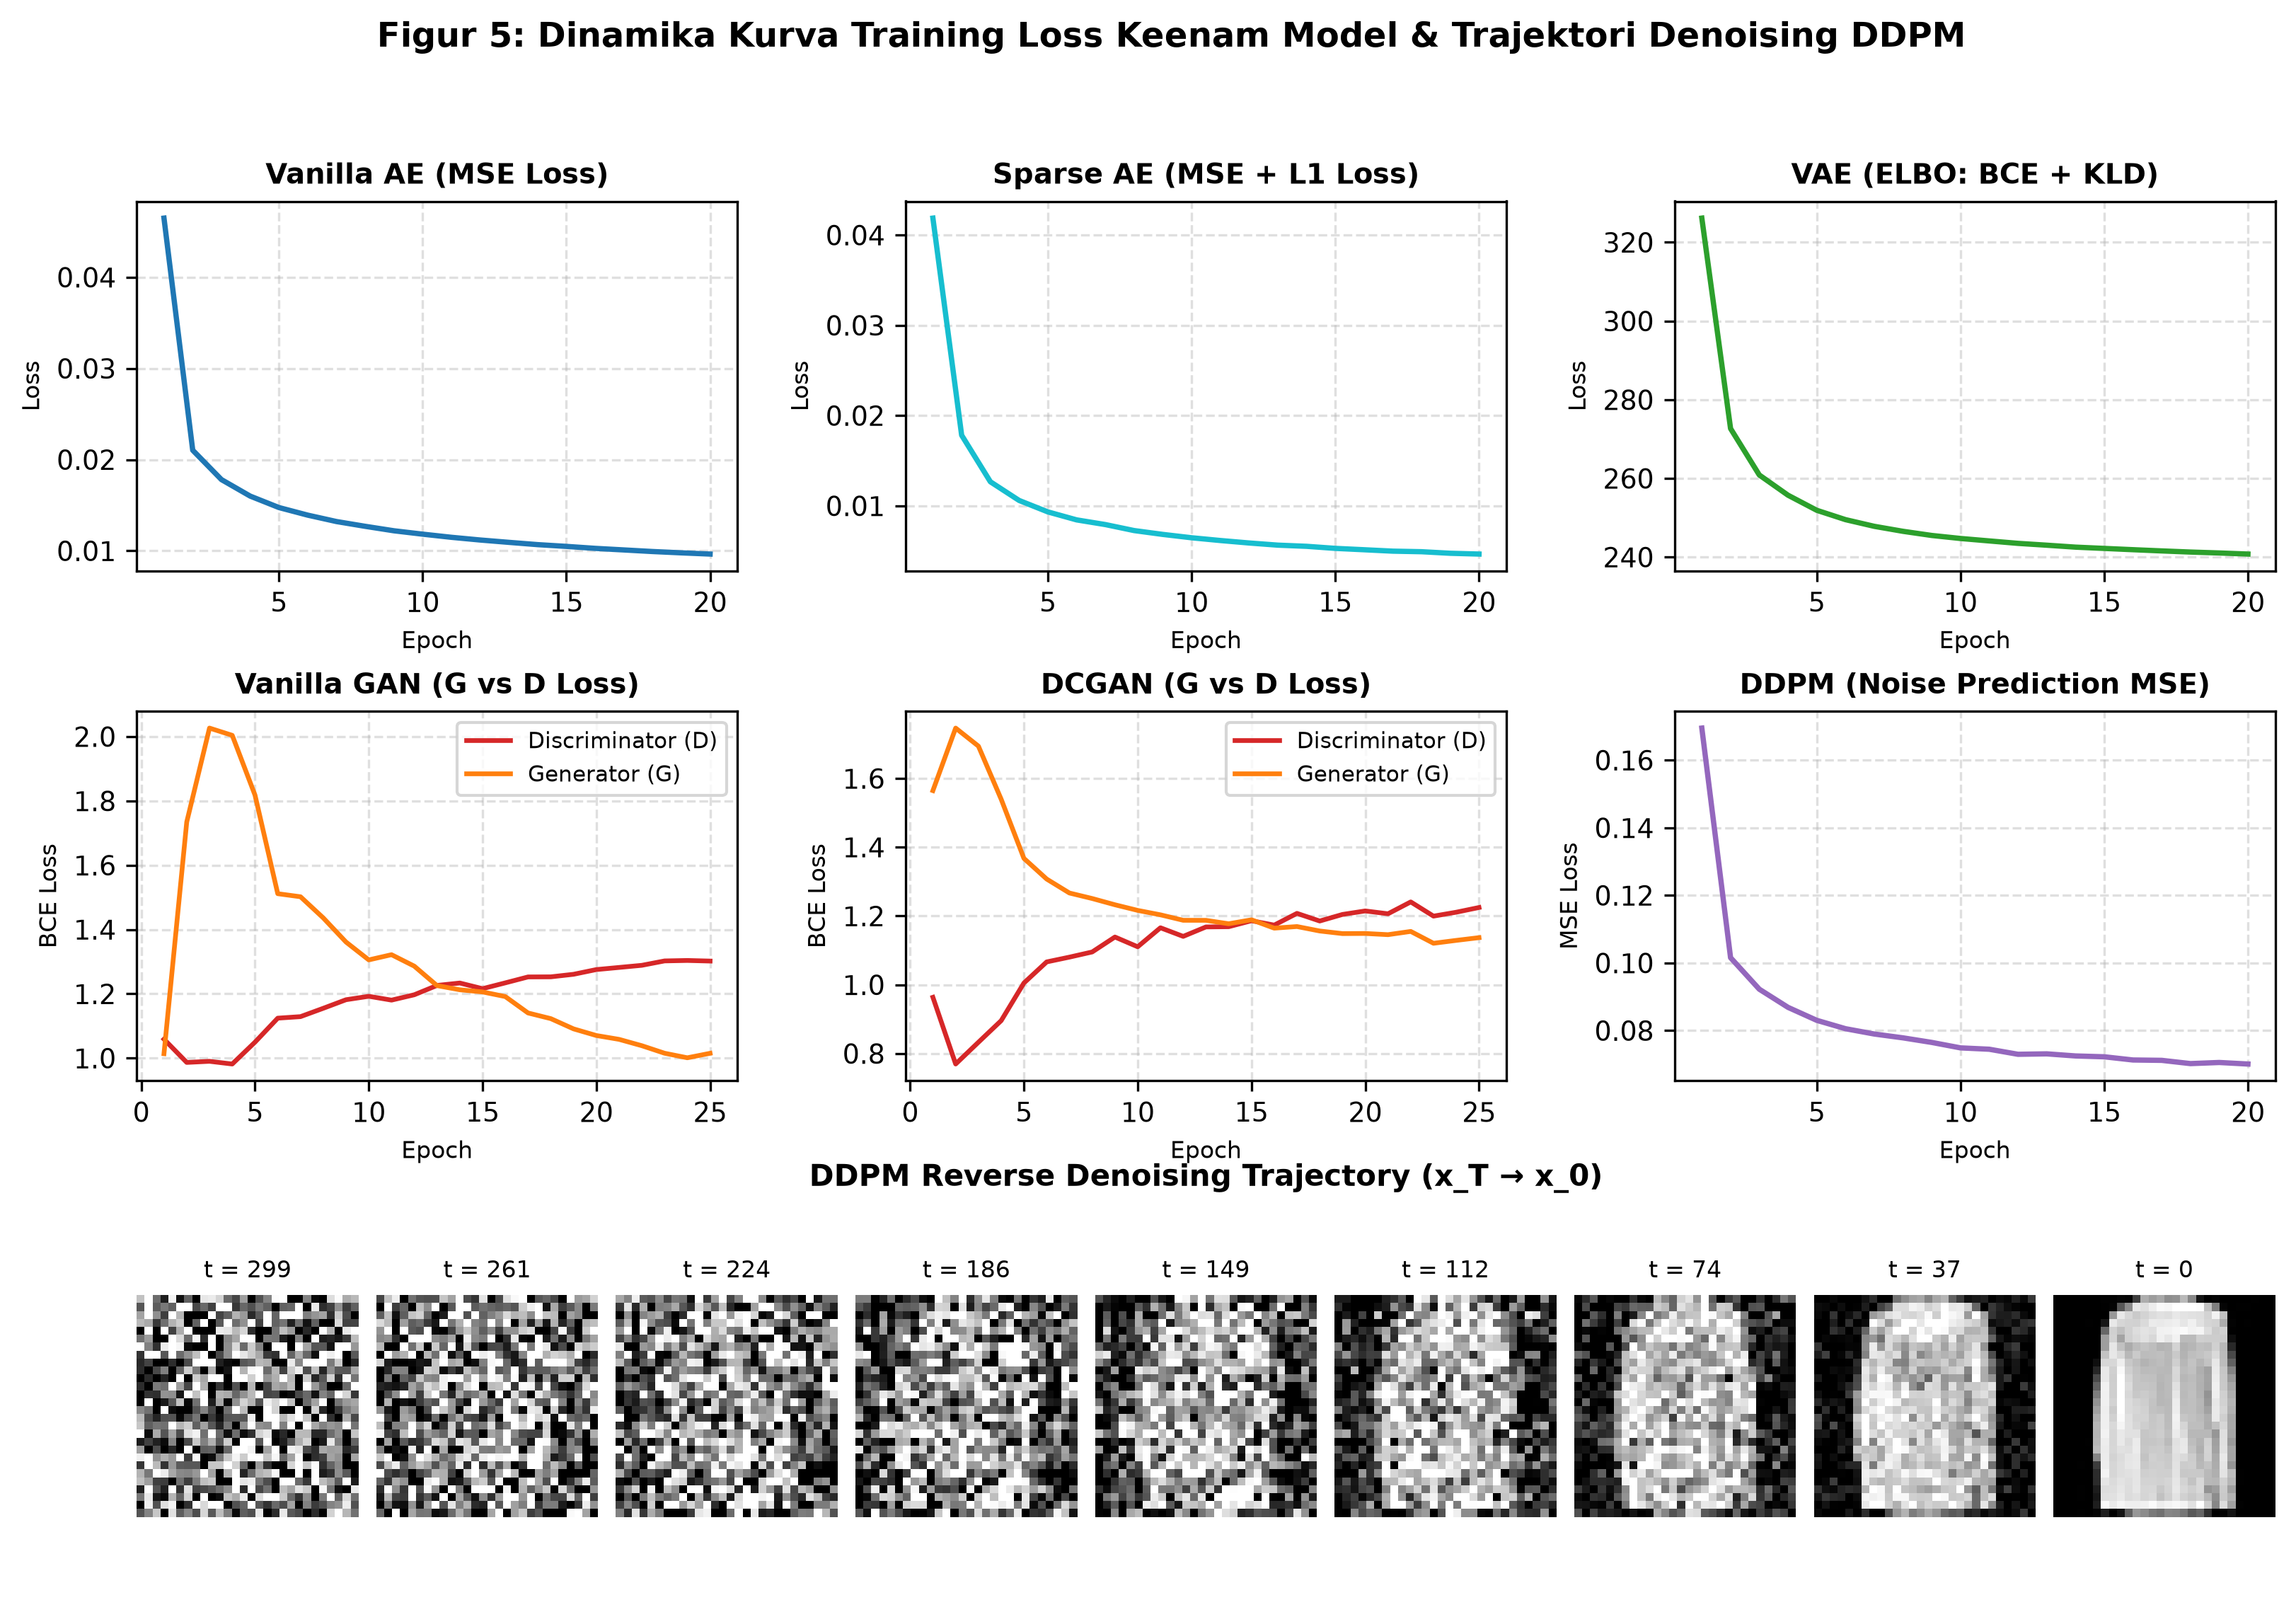 Figur 5: Dinamika Kurva Training Loss Keenam Model & Trajektori Denoising DDPM
Vanilla AE (MSE Loss)
Loss
0.04
0.03
0.02
0.01
5 10 15 20
Epoch
Sparse AE (MSE + L1 Loss)
Loss
0.04
0.03
0.02
0.01
5 10 15 20
Epoch
VAE (ELBO: BCE + KLD)
Loss
320
300
280
260
240
5 10 15 20
Epoch
Vanilla GAN (G vs D Loss)
BCE Loss
2.0
1.8
1.6
1.4
1.2
1.0
Discriminator (D)
Generator (G)
0 5 10 15 20 25
Epoch
DCGAN (G vs D Loss)
BCE Loss
1.6
1.4
1.2
1.0
0.8
Discriminator (D)
Generator (G)
0 5 10 15 20 25
Epoch
DDPM (Noise Prediction MSE)
MSE Loss
0.16
0.14
0.12
0.10
0.08
5 10 15 20
Epoch
DDPM Reverse Denoising Trajectory (x_T → x_0)
t = 299 t = 261 t = 224 t = 186 t = 149 t = 112 t = 74 t = 37 t = 0